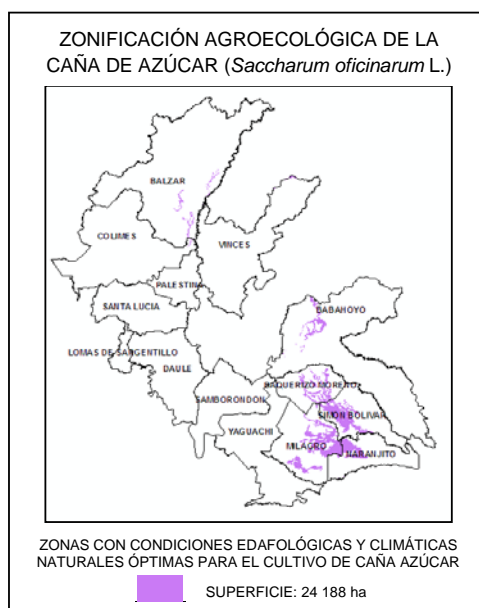 ZONIFICACIÓN AGROECOLÓGICA DE LA
CAÑA DE AZÚCAR (Saccharum oficinarum L.)
BALZAR
COLIMES
VINCES
PALESTINA
SANTA LUCIA
BABAHOYO
LOMAS DE SARGENTILLO
DAULE
BAQUERIZO MORENO
SAMBORONDON
SIMON BOLIVAR
YAGUACHI
MILAGRO
NARANJITO
ZONAS CON CONDICIONES EDAFOLÓGICAS Y CLIMÁTICAS
NATURALES ÓPTIMAS PARA EL CULTIVO DE CAÑA AZÚCAR
SUPERFICIE: 24 188 ha